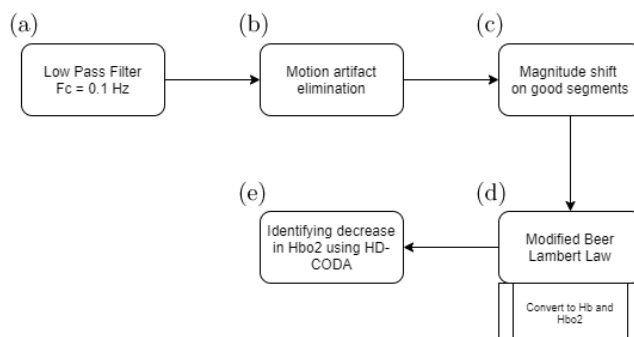 (a)
Low Pass Filter
Fc = 0.1 Hz
(b)
Motion artifact
elimination
(c)
Magnitude shift
on good segments
(d)
Modified Beer
Lambert Law
Convert to Hb and
Hbo2
(e)
Identifying decrease
in Hbo2 using HD-
CODA